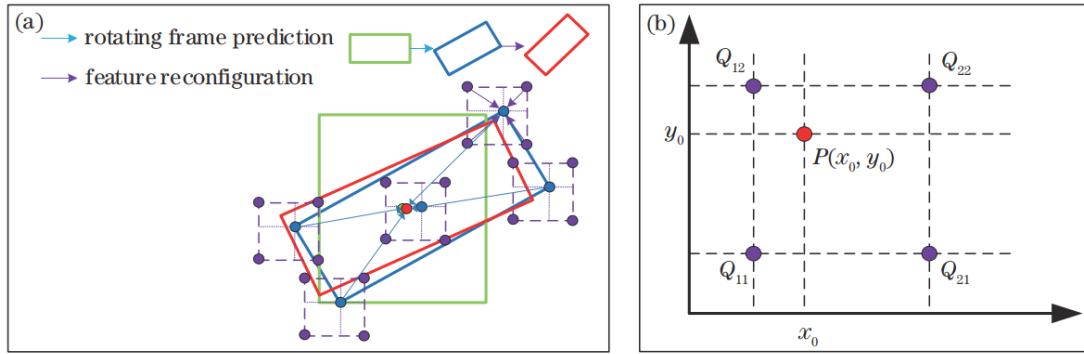 (a)
rotating frame prediction
feature reconfiguration
(b)
Q₁₂
Q₂₂
y₀
P(x₀, y₀)
Q₁₁
Q₂₁
x₀